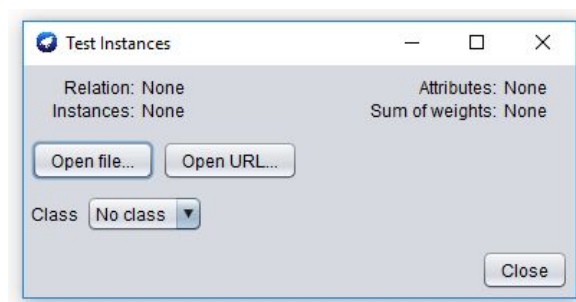 Test Instances
Relation: None Attributes: None
Instances: None Sum of weights: None
Open file... Open URL...
Class No class
Close